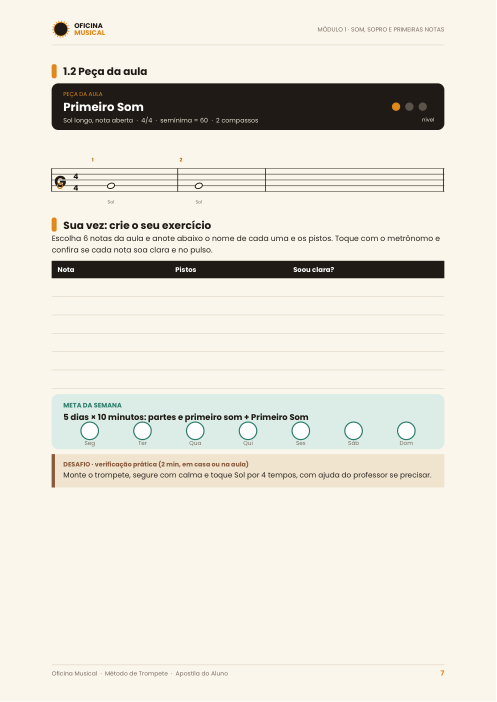 OFICINA
MUSICAL
MÓDULO 1 · SOM, SOPRO E PRIMEIRAS NOTAS
1.2 Peça da aula
PEÇA DA AULA
Primeiro Som
Sol longo, nota aberta · 4/4 · semínima = 60 · 2 compassos
nível
1
2
G
4
4
Sol
Sol
Sua vez: crie o seu exercício
Escolha 6 notas da aula e anote abaixo o nome de cada uma e os pistos. Toque com o metrônomo e
confira se cada nota soa clara e no pulso.
Nota Pistos Soou clara?
META DA SEMANA
5 dias × 10 minutos: partes e primeiro som + Primeiro Som
Seg Ter Qua Qui Sex Sáb Dom
DESAFIO · verificação prática (2 min, em casa ou na aula)
Monte o trompete, segure com calma e toque Sol por 4 tempos, com ajuda do professor se precisar.
Oficina Musical · Método de Trompete · Apostila do Aluno
7